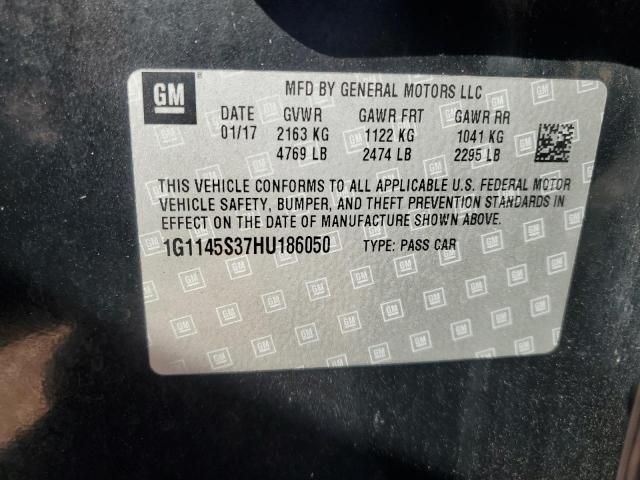 GM ® MFD BY GENERAL MOTORS LLC
DATE GVWR GAWR FRT GAWR RR
01/17 2163 KG 1122 KG 1041 KG
4769 LB 2474 LB 2295 LB
THIS VEHICLE CONFORMS TO ALL APPLICABLE U.S. FEDERAL MOTOR
VEHICLE SAFETY, BUMPER, AND THEFT PREVENTION STANDARDS IN
EFFECT ON THE DATE OF MANUFACTURE SHOWN ABOVE.
1G1145S37HU186050 TYPE: PASS CAR